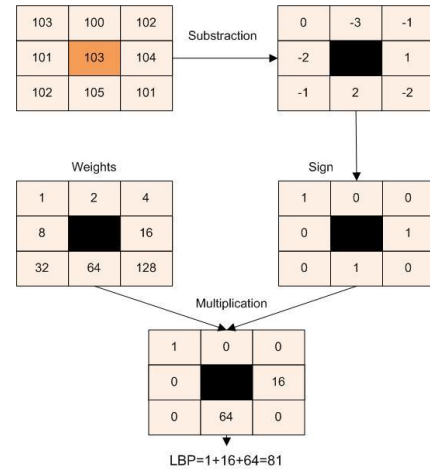 103 100 102
0 -3 -1
Substraction
101 103 104
-2 1
102 105 101
-1 2 -2
Weights
Sign
1 2 4
1 0 0
8 16
0 1
32 64 128
0 1 0
Multiplication
1 0 0
0 16
0 64 0
LBP=1+16+64=81